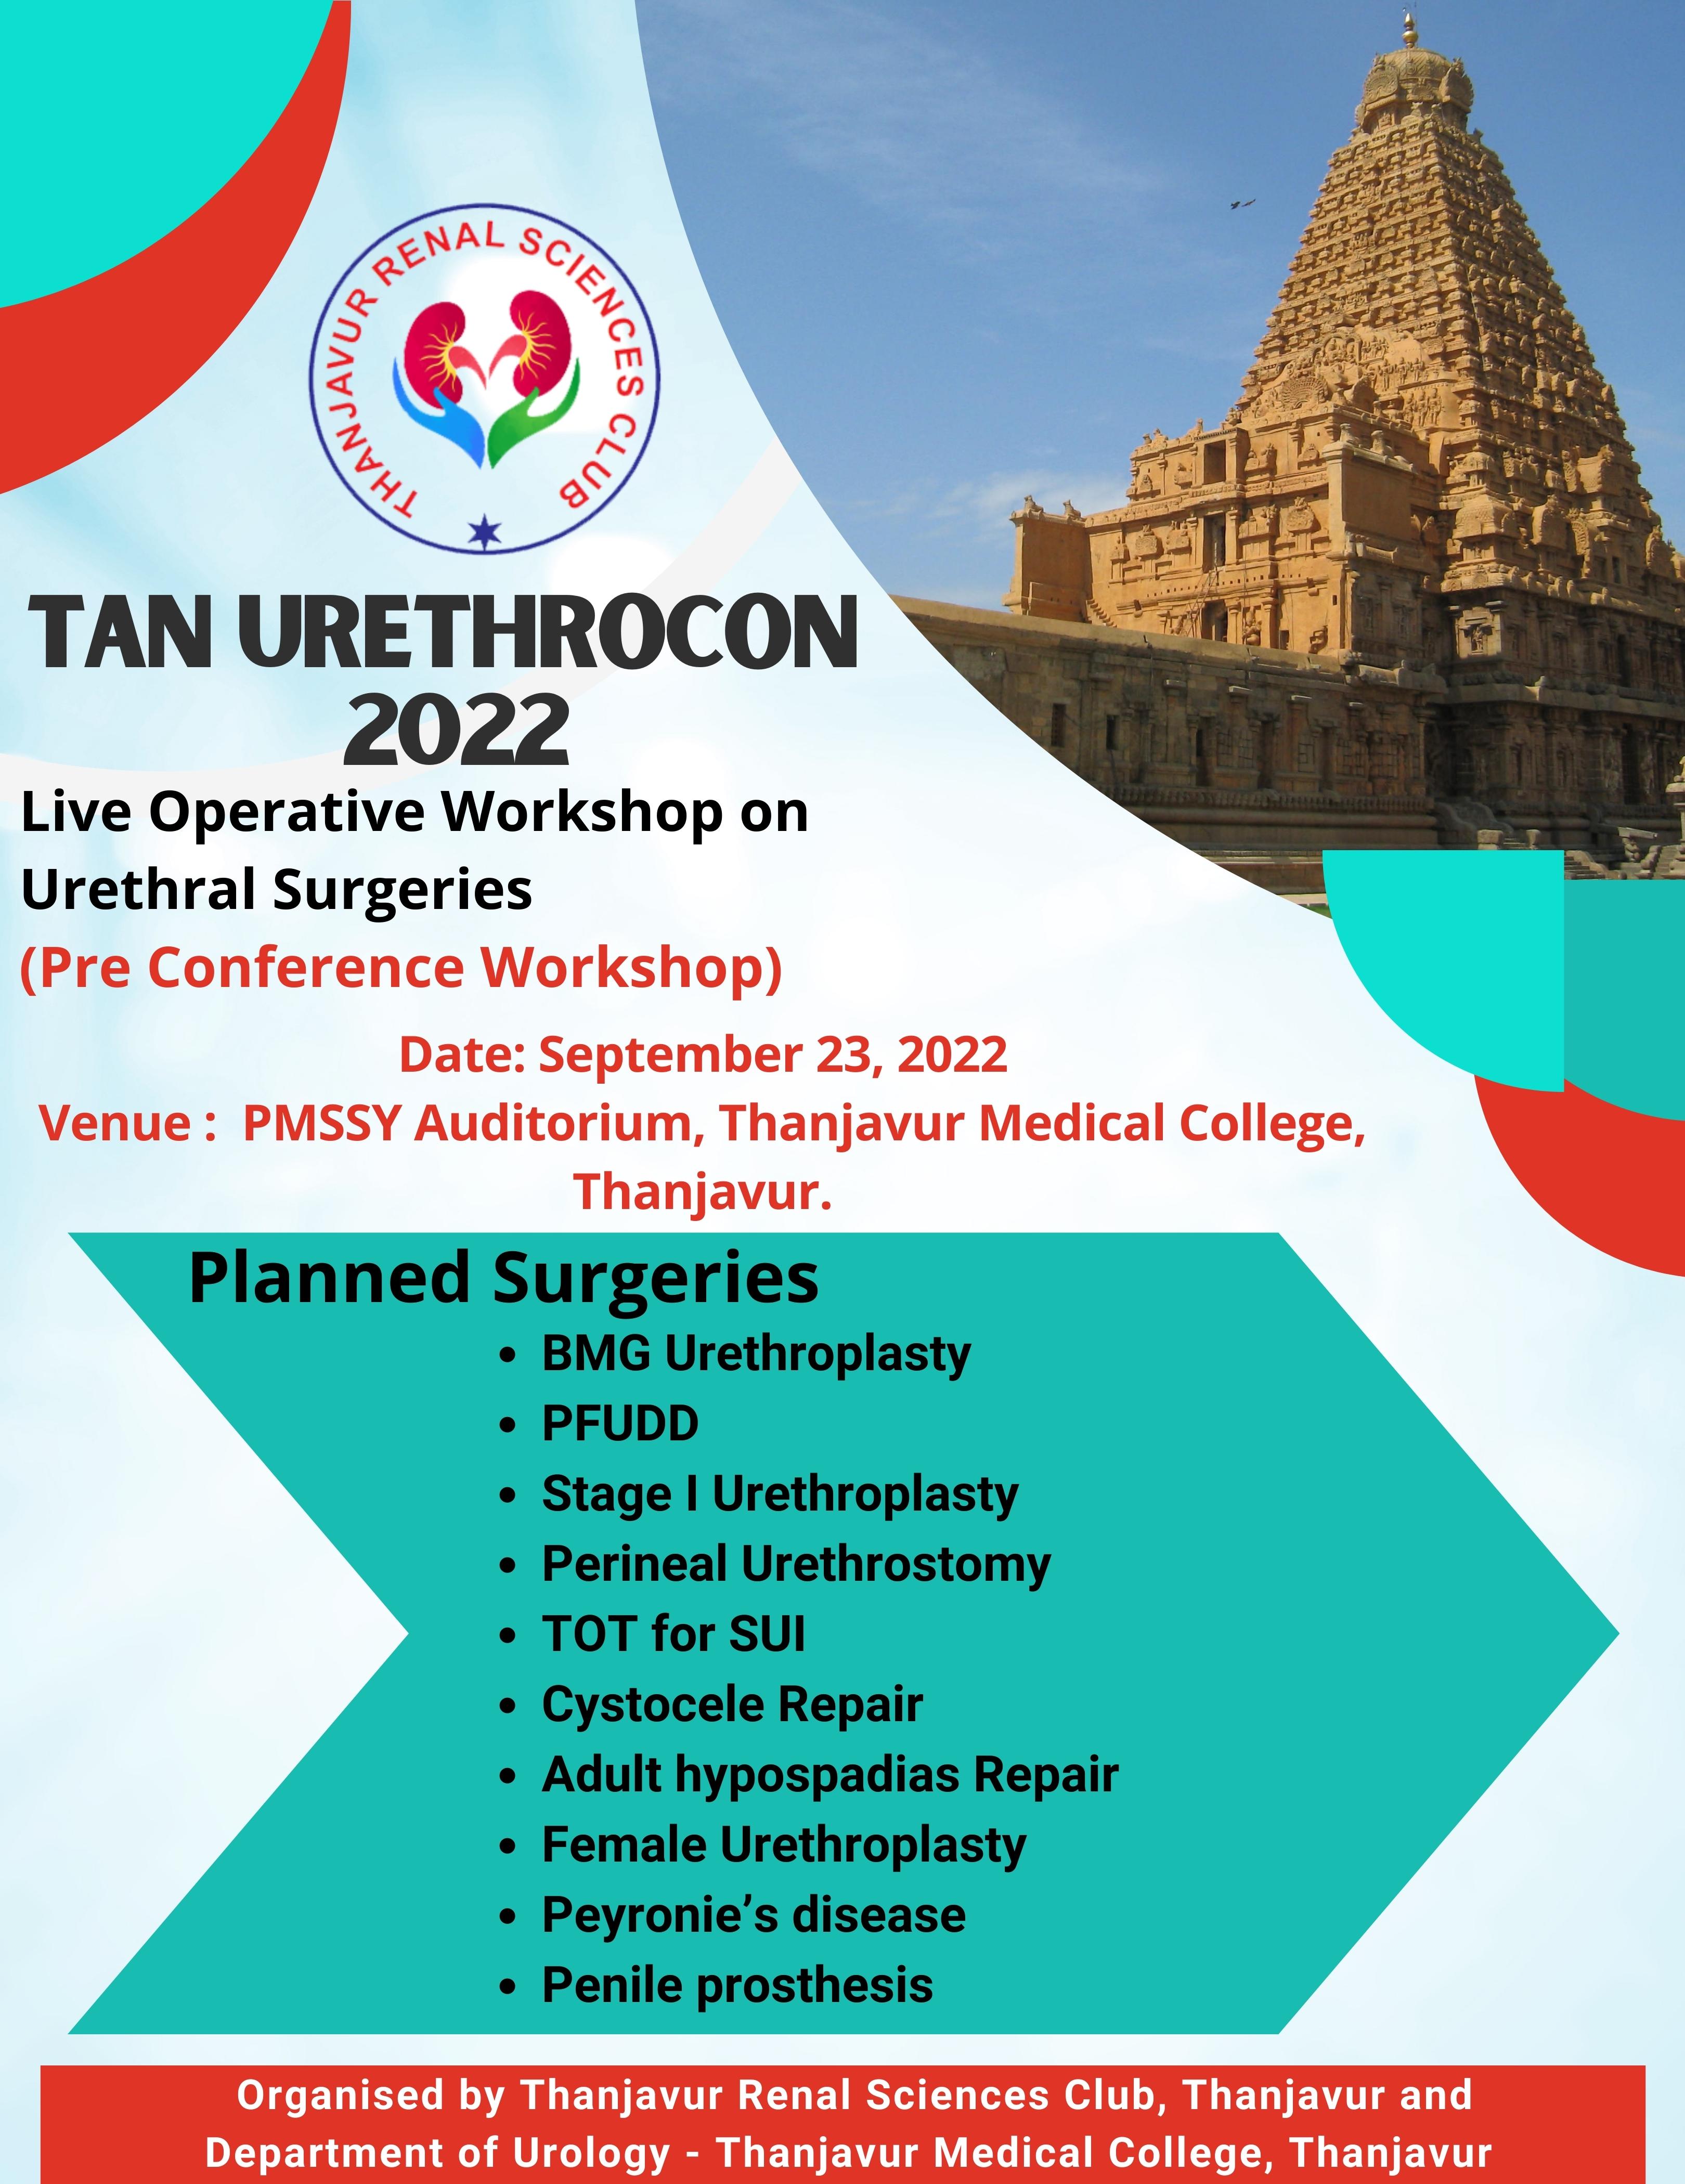 THANJAVUR RENAL SCIENCES CLUB
TAN URETHROCON
2022
Live Operative Workshop on
Urethral Surgeries
(Pre Conference Workshop)
Date: September 23, 2022
Venue :  PMSSY Auditorium, Thanjavur Medical College,
Thanjavur.
Planned Surgeries
• BMG Urethroplasty
• PFUDD
• Stage I Urethroplasty
• Perineal Urethrostomy
• TOT for SUI
• Cystocele Repair
• Adult hypospadias Repair
• Female Urethroplasty
• Peyronie’s disease
• Penile prosthesis
Organised by Thanjavur Renal Sciences Club, Thanjavur and
Department of Urology - Thanjavur Medical College, Thanjavur